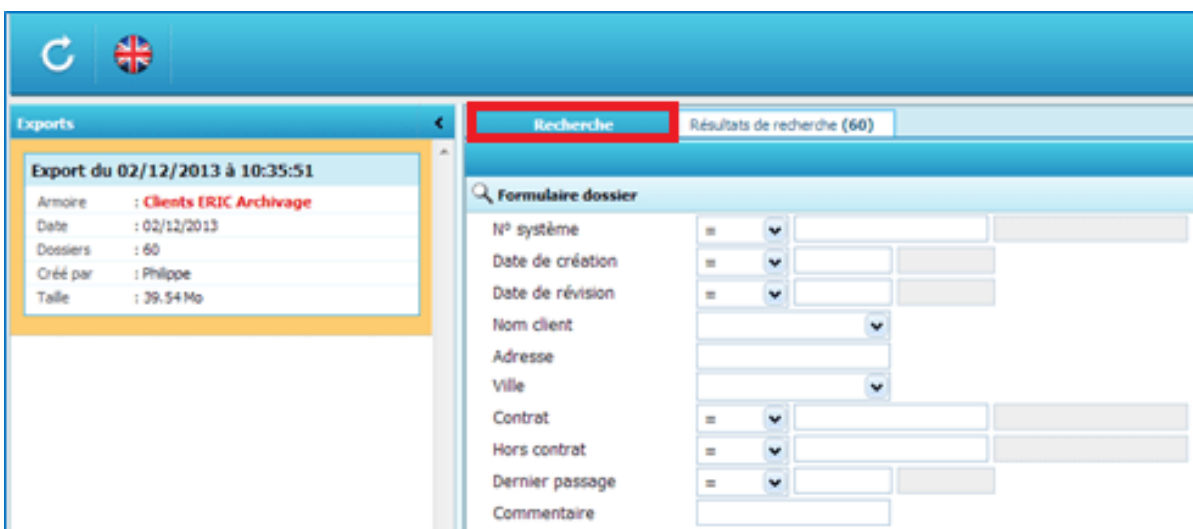 Exports
Export du 02/12/2013 à 10:35:51
Armoire : Clients ERIC Archivage
Date : 02/12/2013
Dossiers : 60
Créé par : Philippe
Taille : 39.54 Mo
Recherche
Résultats de recherche (60)
Formulaire dossier
N° système =
Date de création =
Date de révision =
Nom client
Adresse
Ville
Contrat =
Hors contrat =
Dernier passage =
Commentaire